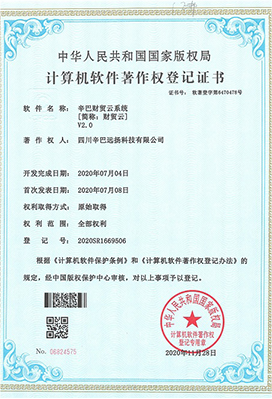 中华人民共和国国家版权局
计算机软件著作权登记证书
证书号： 软著登字第6470478号
软件名称： 辛巴财贸云系统
[简称：财贸云]
V2.0
著作权人： 四川辛巴远扬科技有限公司
开发完成日期： 2020年07月04日
首次发表日期： 2020年07月08日
权利取得方式： 原始取得
权利范围： 全部权利
登记号： 2020SR1669506
根据《计算机软件保护条例》和《计算机软件著作权登记办法》的
规定，经中国版权保护中心审核，对以上事项予以登记。
中华人民共和国国家版权局
计算机软件著作权
登记专用章
No. 06824575
2020年11月28日